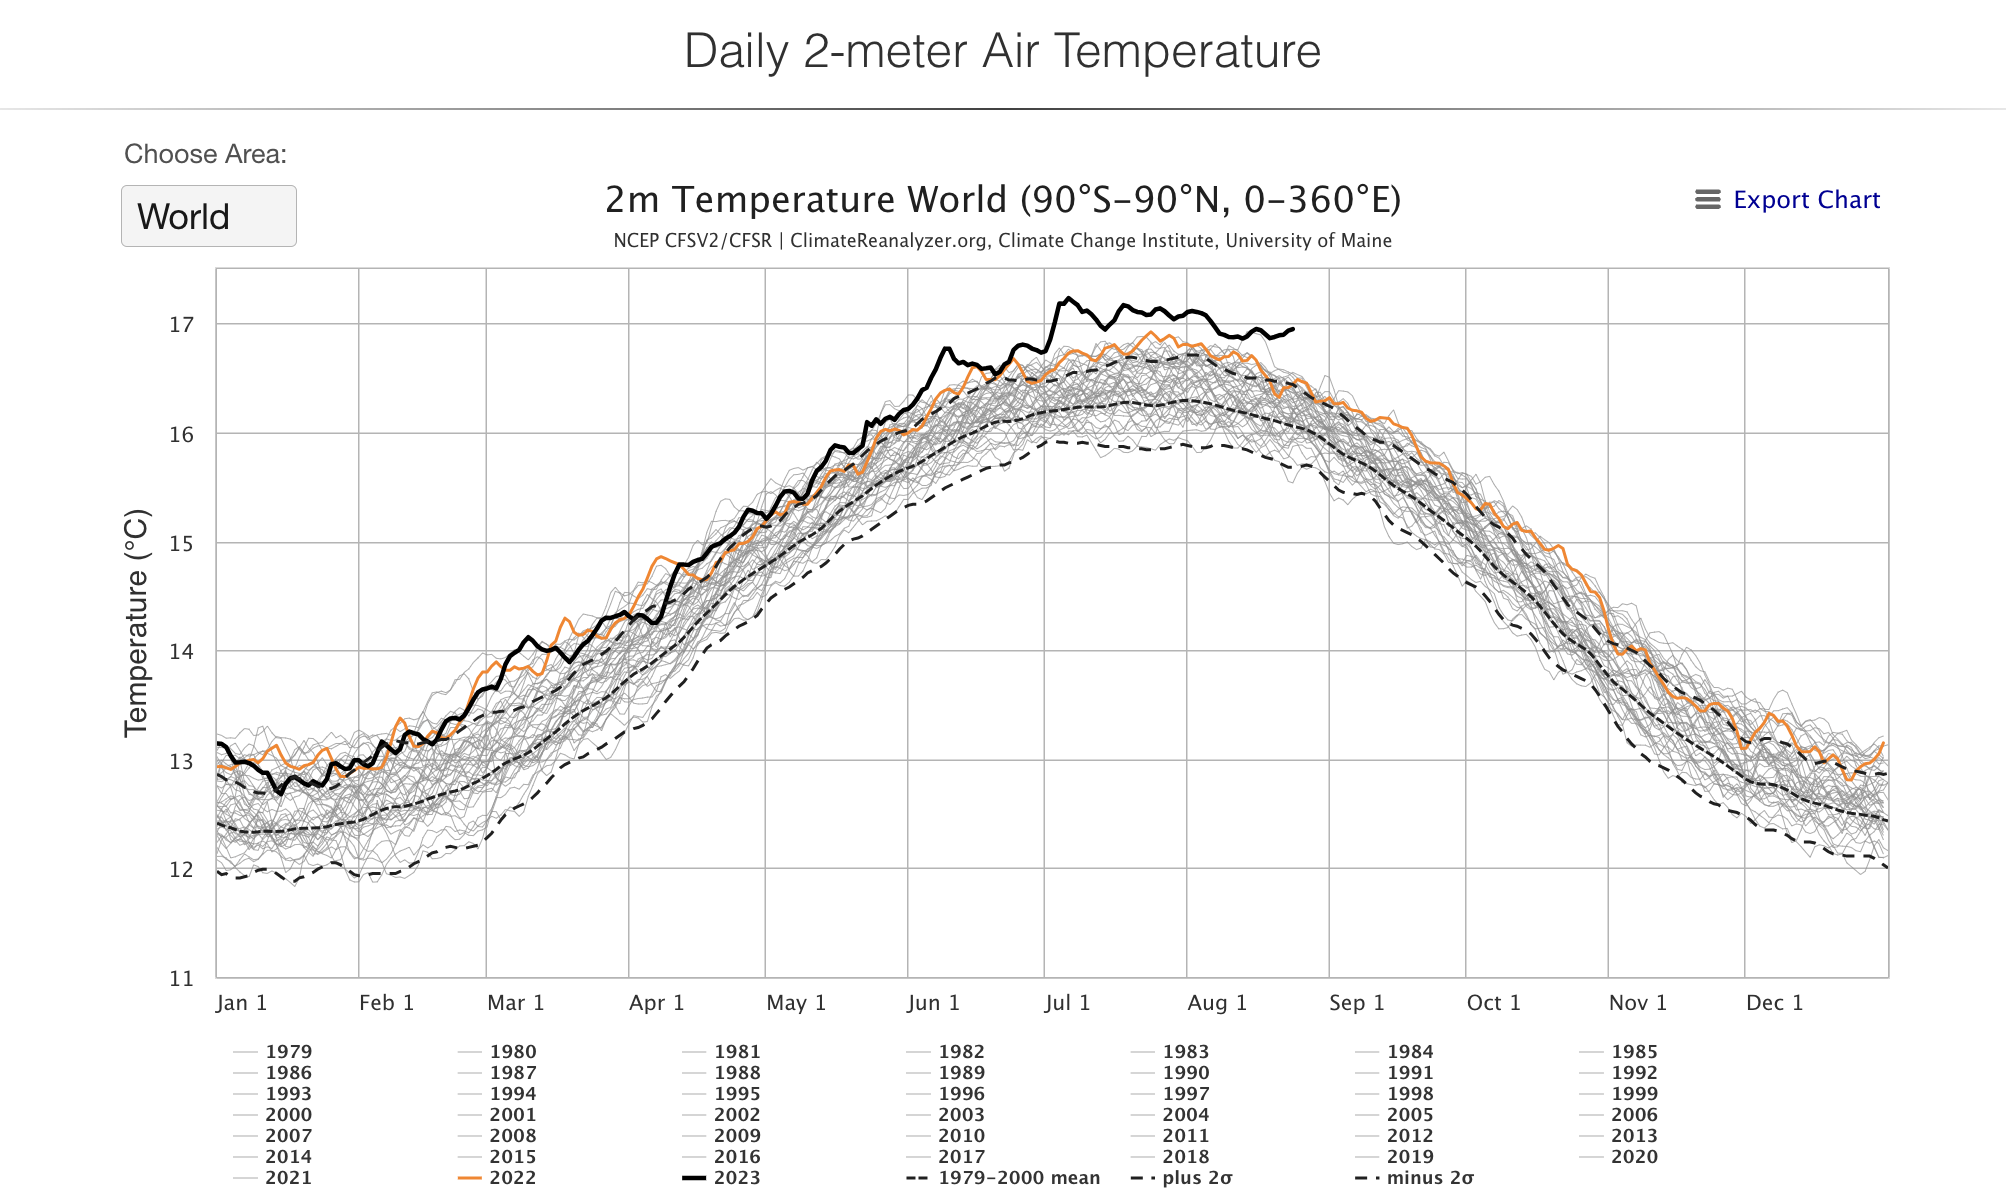 Daily 2-meter Air Temperature
Choose Area:
World
2m Temperature World (90°S–90°N, 0–360°E)
NCEP CFSV2/CFSR | ClimateReanalyzer.org, Climate Change Institute, University of Maine
Export Chart
Temperature (°C)
17
16
15
14
13
12
11
Jan 1 Feb 1 Mar 1 Apr 1 May 1 Jun 1 Jul 1 Aug 1 Sep 1 Oct 1 Nov 1 Dec 1
1979 1980 1981 1982 1983 1984 1985
1986 1987 1988 1989 1990 1991 1992
1993 1994 1995 1996 1997 1998 1999
2000 2001 2002 2003 2004 2005 2006
2007 2008 2009 2010 2011 2012 2013
2014 2015 2016 2017 2018 2019 2020
2021 2022 2023 1979–2000 mean plus 2σ minus 2σ